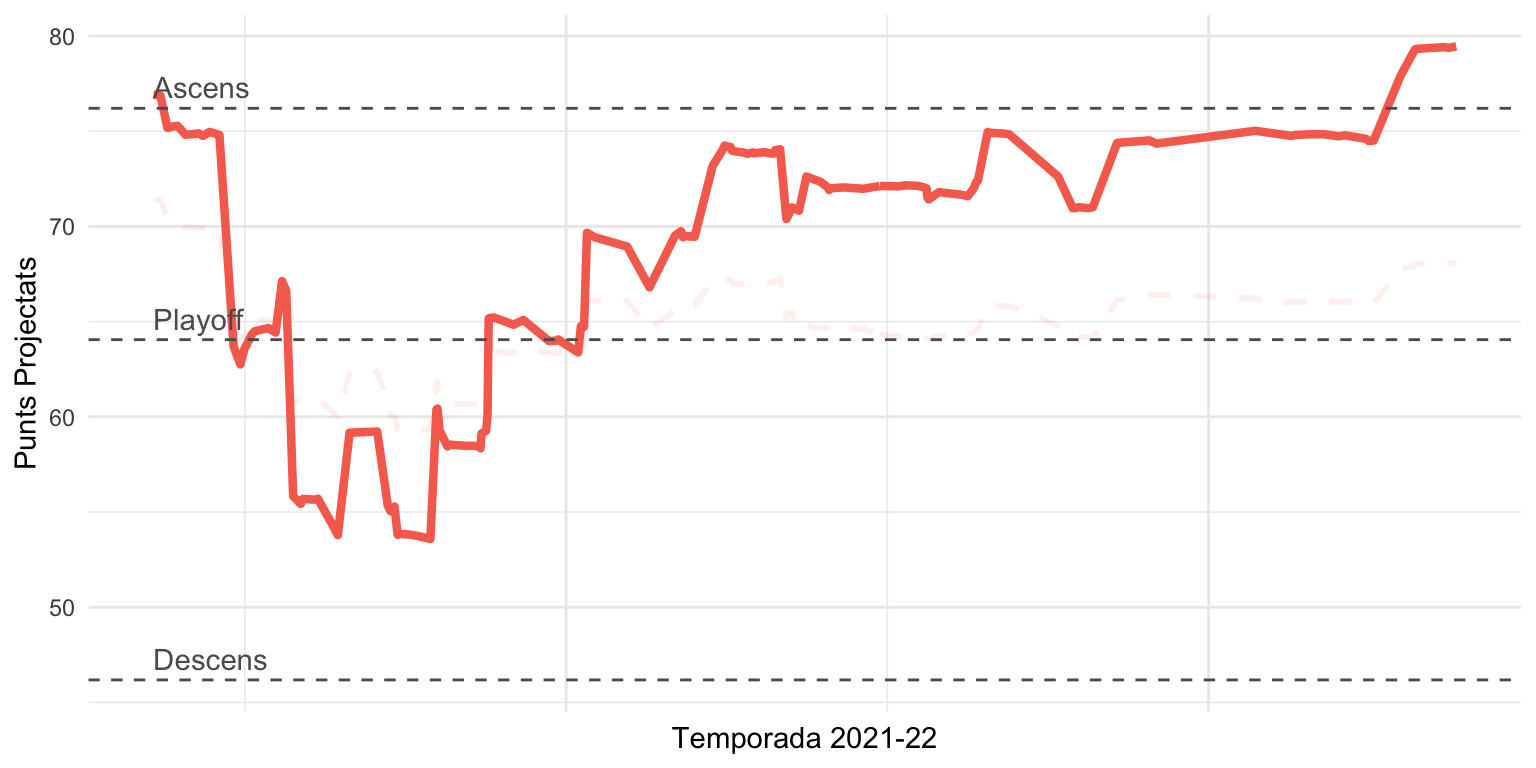 80
Ascens
70
Playoff
60
50
Descens
Punts Projectats
Temporada 2021-22